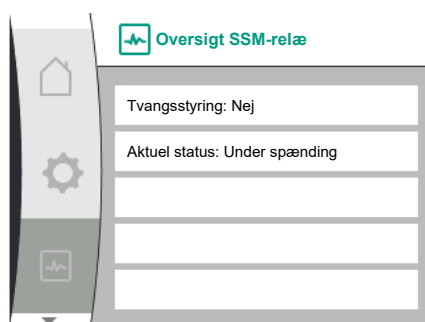 Oversigt SSM-relæ
Tvangsstyring: Nej
Aktuel status: Under spænding